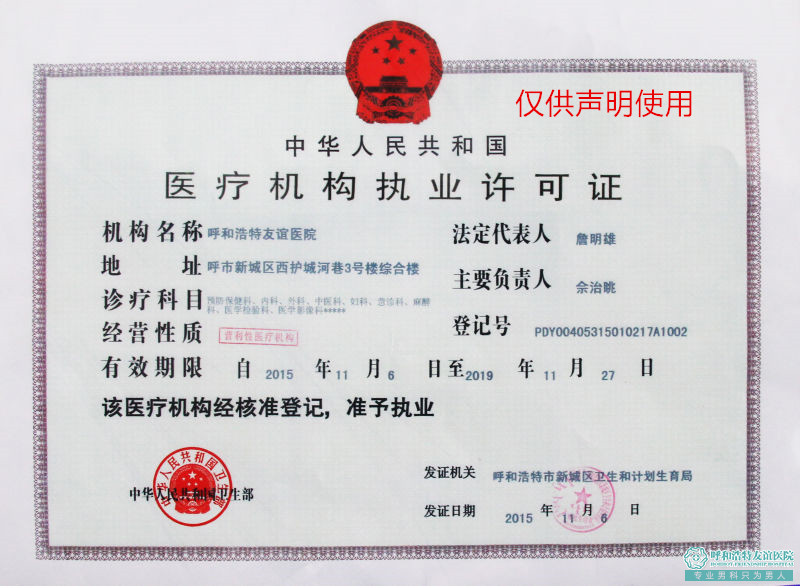 仅供声明使用
中华人民共和国
医疗机构执业许可证
机构名称 呼和浩特友谊医院
法定代表人 詹明雄
地址 呼市新城区西护城河巷3号楼综合楼
主要负责人 佘治眺
诊疗科目 预防保健科、内科、外科、中医科、妇科、急诊科、麻醉
科、医学检验科、医学影像科*****
登记号 PDY00405315010217A1002
经营性质 营利性医疗机构
有效期限 自 2015 年 11 月 6 日至 2019 年 11 月 27 日
该医疗机构经核准登记，准予执业
中华人民共和国卫生部
发证机关 呼和浩特市新城区卫生和计划生育局
发证日期 2015 年 11 月 6 日
呼和浩特友谊医院
HOHHOT FRIENDSHIP HOSPITAL
专业男科只为男人